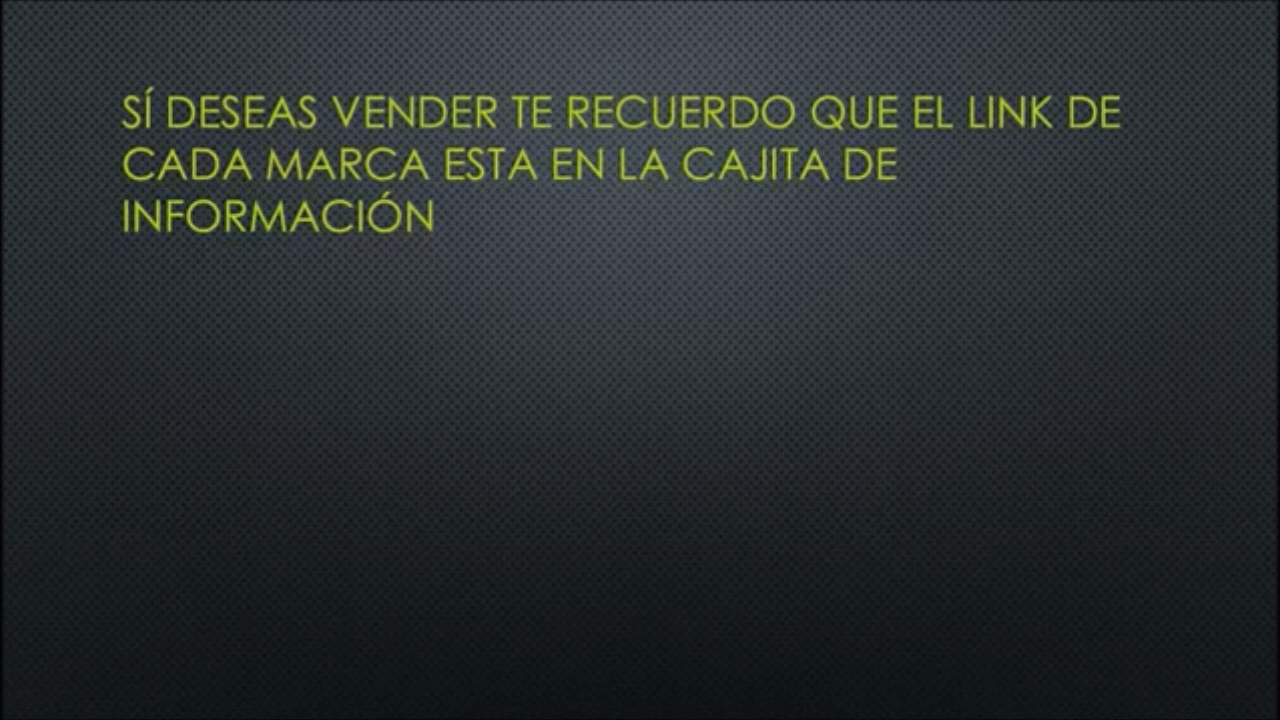 SÍ DESEAS VENDER TE RECUERDO QUE EL LINK DE
CADA MARCA ESTA EN LA CAJITA DE
INFORMACIÓN